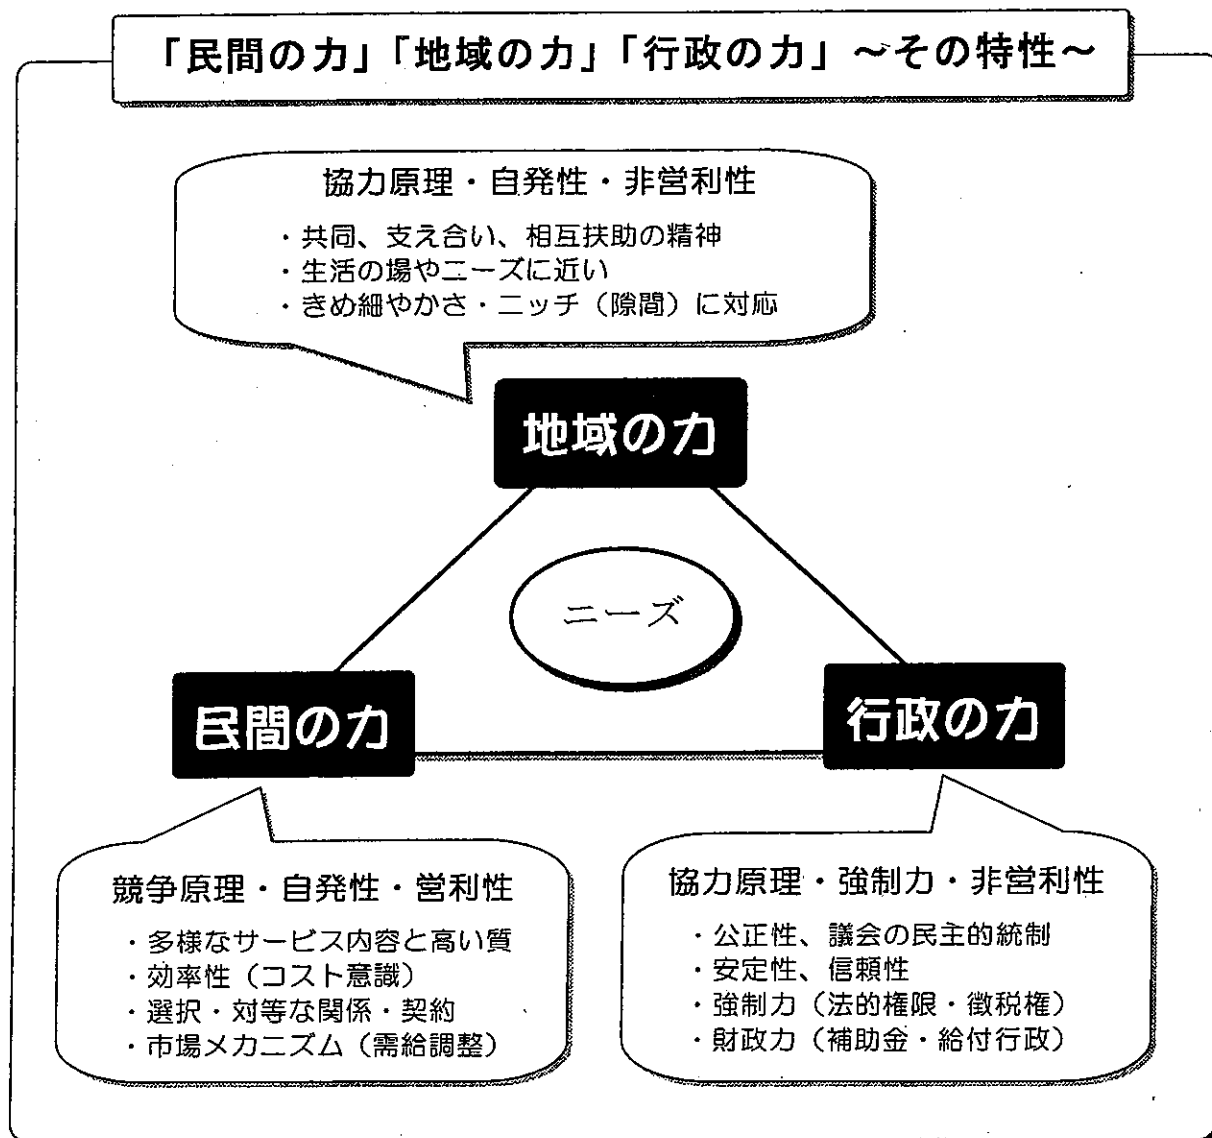 「民間の力」「地域の力」「行政の力」～その特性～
協力原理・自発性・非営利性
・共同、支え合い、相互扶助の精神
・生活の場やニーズに近い
・きめ細やかさ・ニッチ（隙間）に対応
地域の力
ニーズ
民間の力
行政の力
競争原理・自発性・営利性
・多様なサービス内容と高い質
・効率性（コスト意識）
・選択・対等な関係・契約
・市場メカニズム（需給調整）
協力原理・強制力・非営利性
・公正性、議会の民主的統制
・安定性、信頼性
・強制力（法的権限・徴税権）
・財政力（補助金・給付行政）